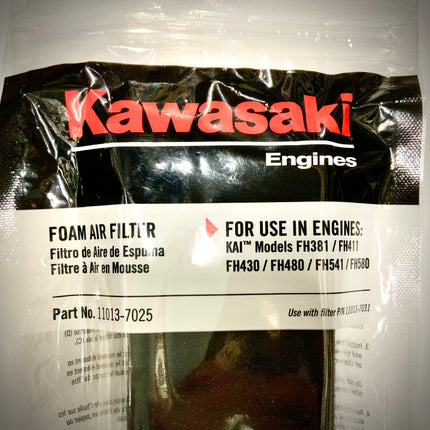 Kawasaki
Engines
FOAM AIR FILTER
Filtro de Aire de Espuma
Filtre à Air en Mousse
FOR USE IN ENGINES:
KAI™ Models FH381 / FH411
FH430 / FH480 / FH541 / FH580
Part No. 11013-7025
Use with filter P/N 11013-7031